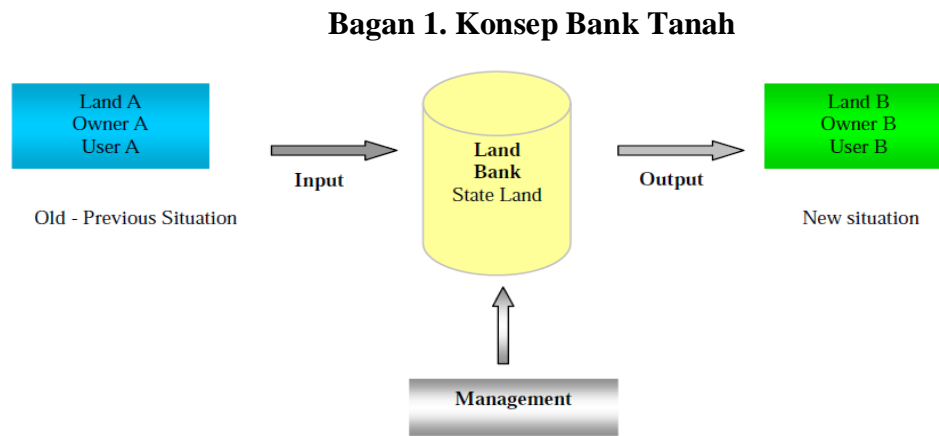 Bagan 1. Konsep Bank Tanah
Land A
Owner A
User A
Old - Previous Situation
Input
Land
Bank
State Land
Output
Land B
Owner B
User B
New situation
Management